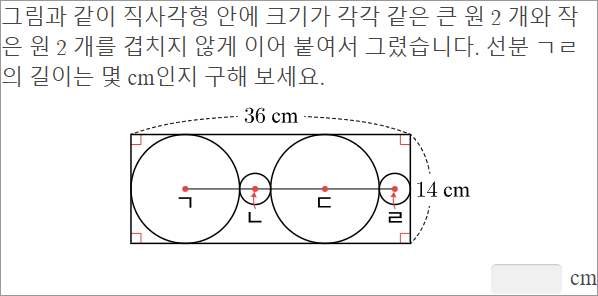 그림과 같이 직사각형 안에 크기가 각각 같은 큰 원 2 개와 작
은 원 2 개를 겹치지 않게 이어 붙여서 그렸습니다. 선분 ㄱㄹ
의 길이는 몇 cm인지 구해 보세요.
36 cm
14 cm
ㄱ
ㄴ
ㄷ
ㄹ
cm